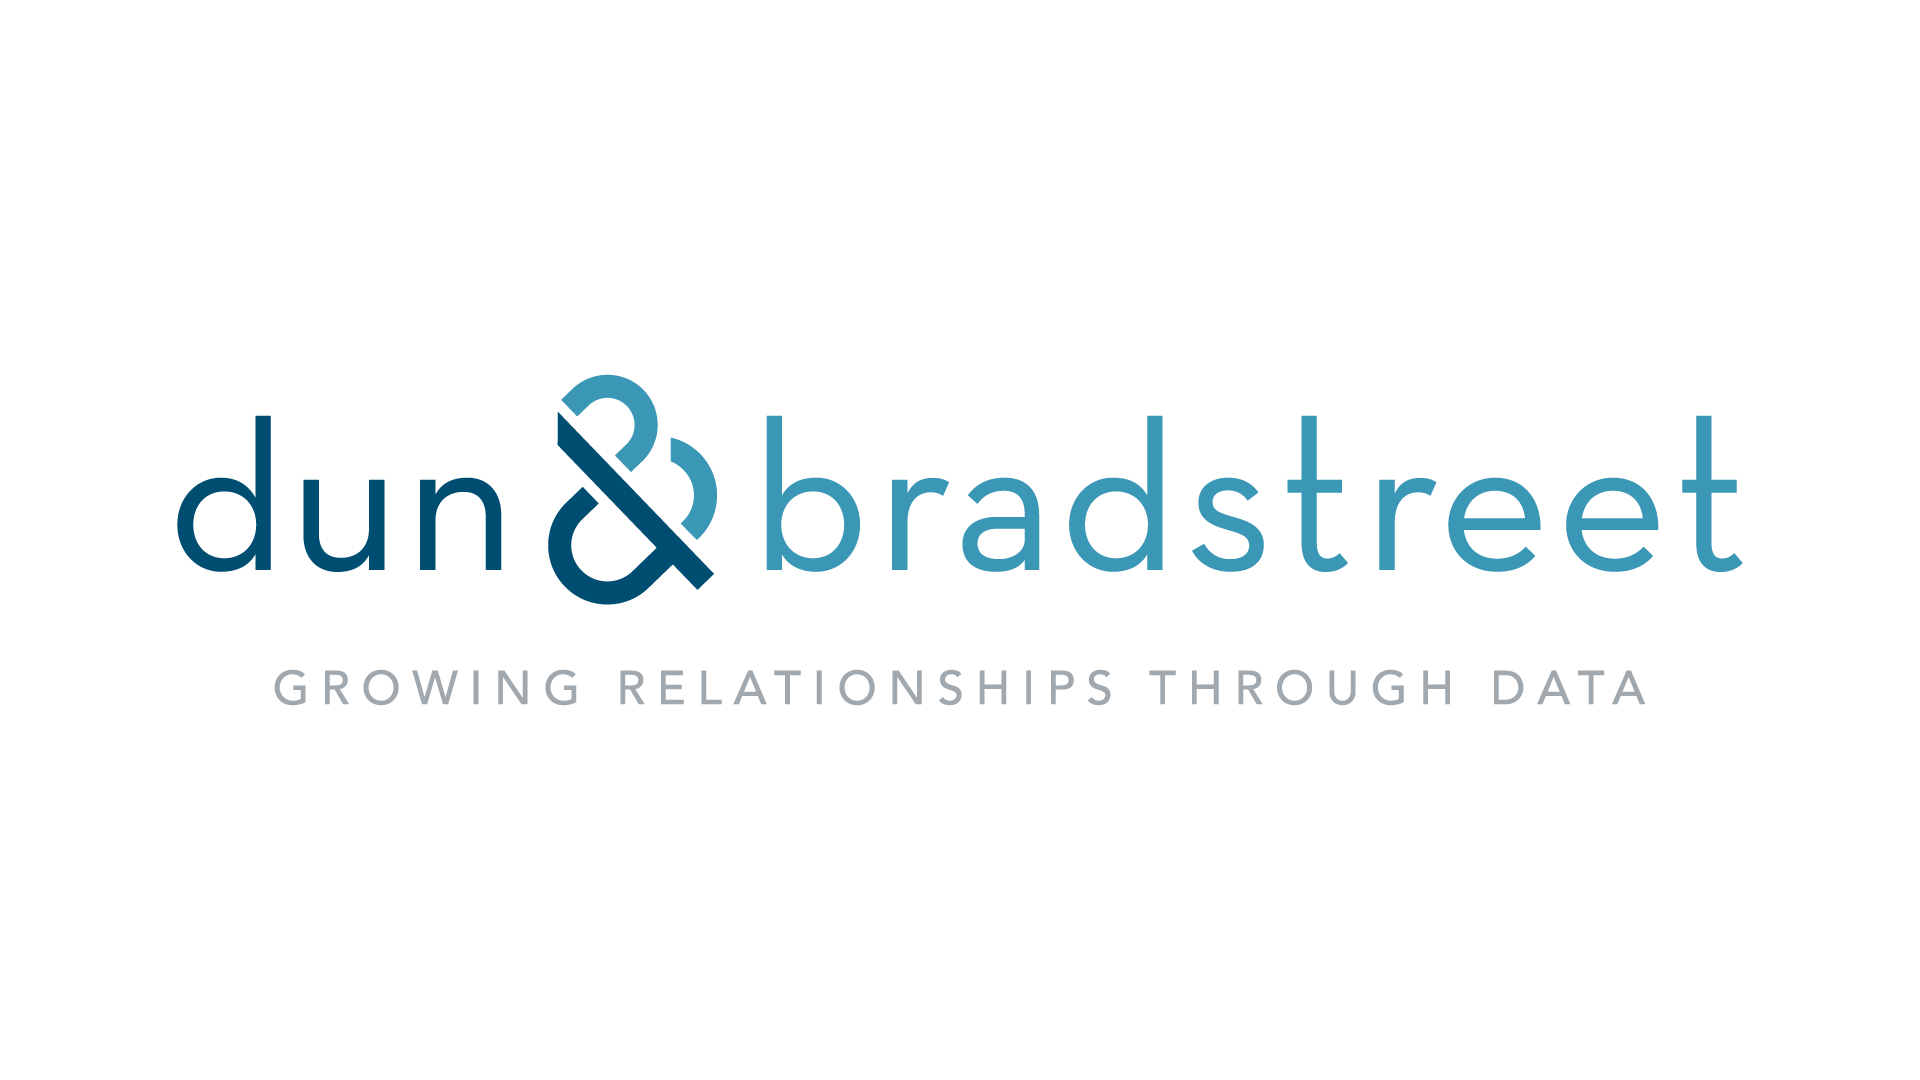 dun & bradstreet
GROWING RELATIONSHIPS THROUGH DATA